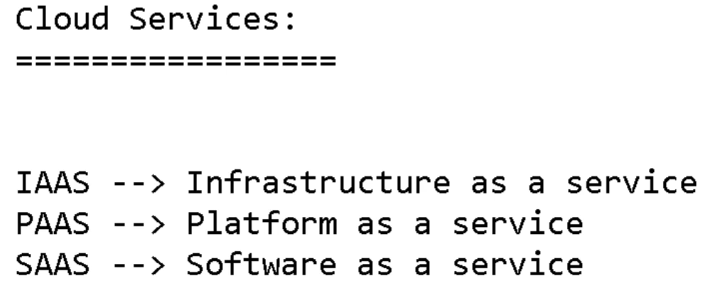 Cloud Services:
=================
IAAS --> Infrastructure as a service
PAAS --> Platform as a service
SAAS --> Software as a service